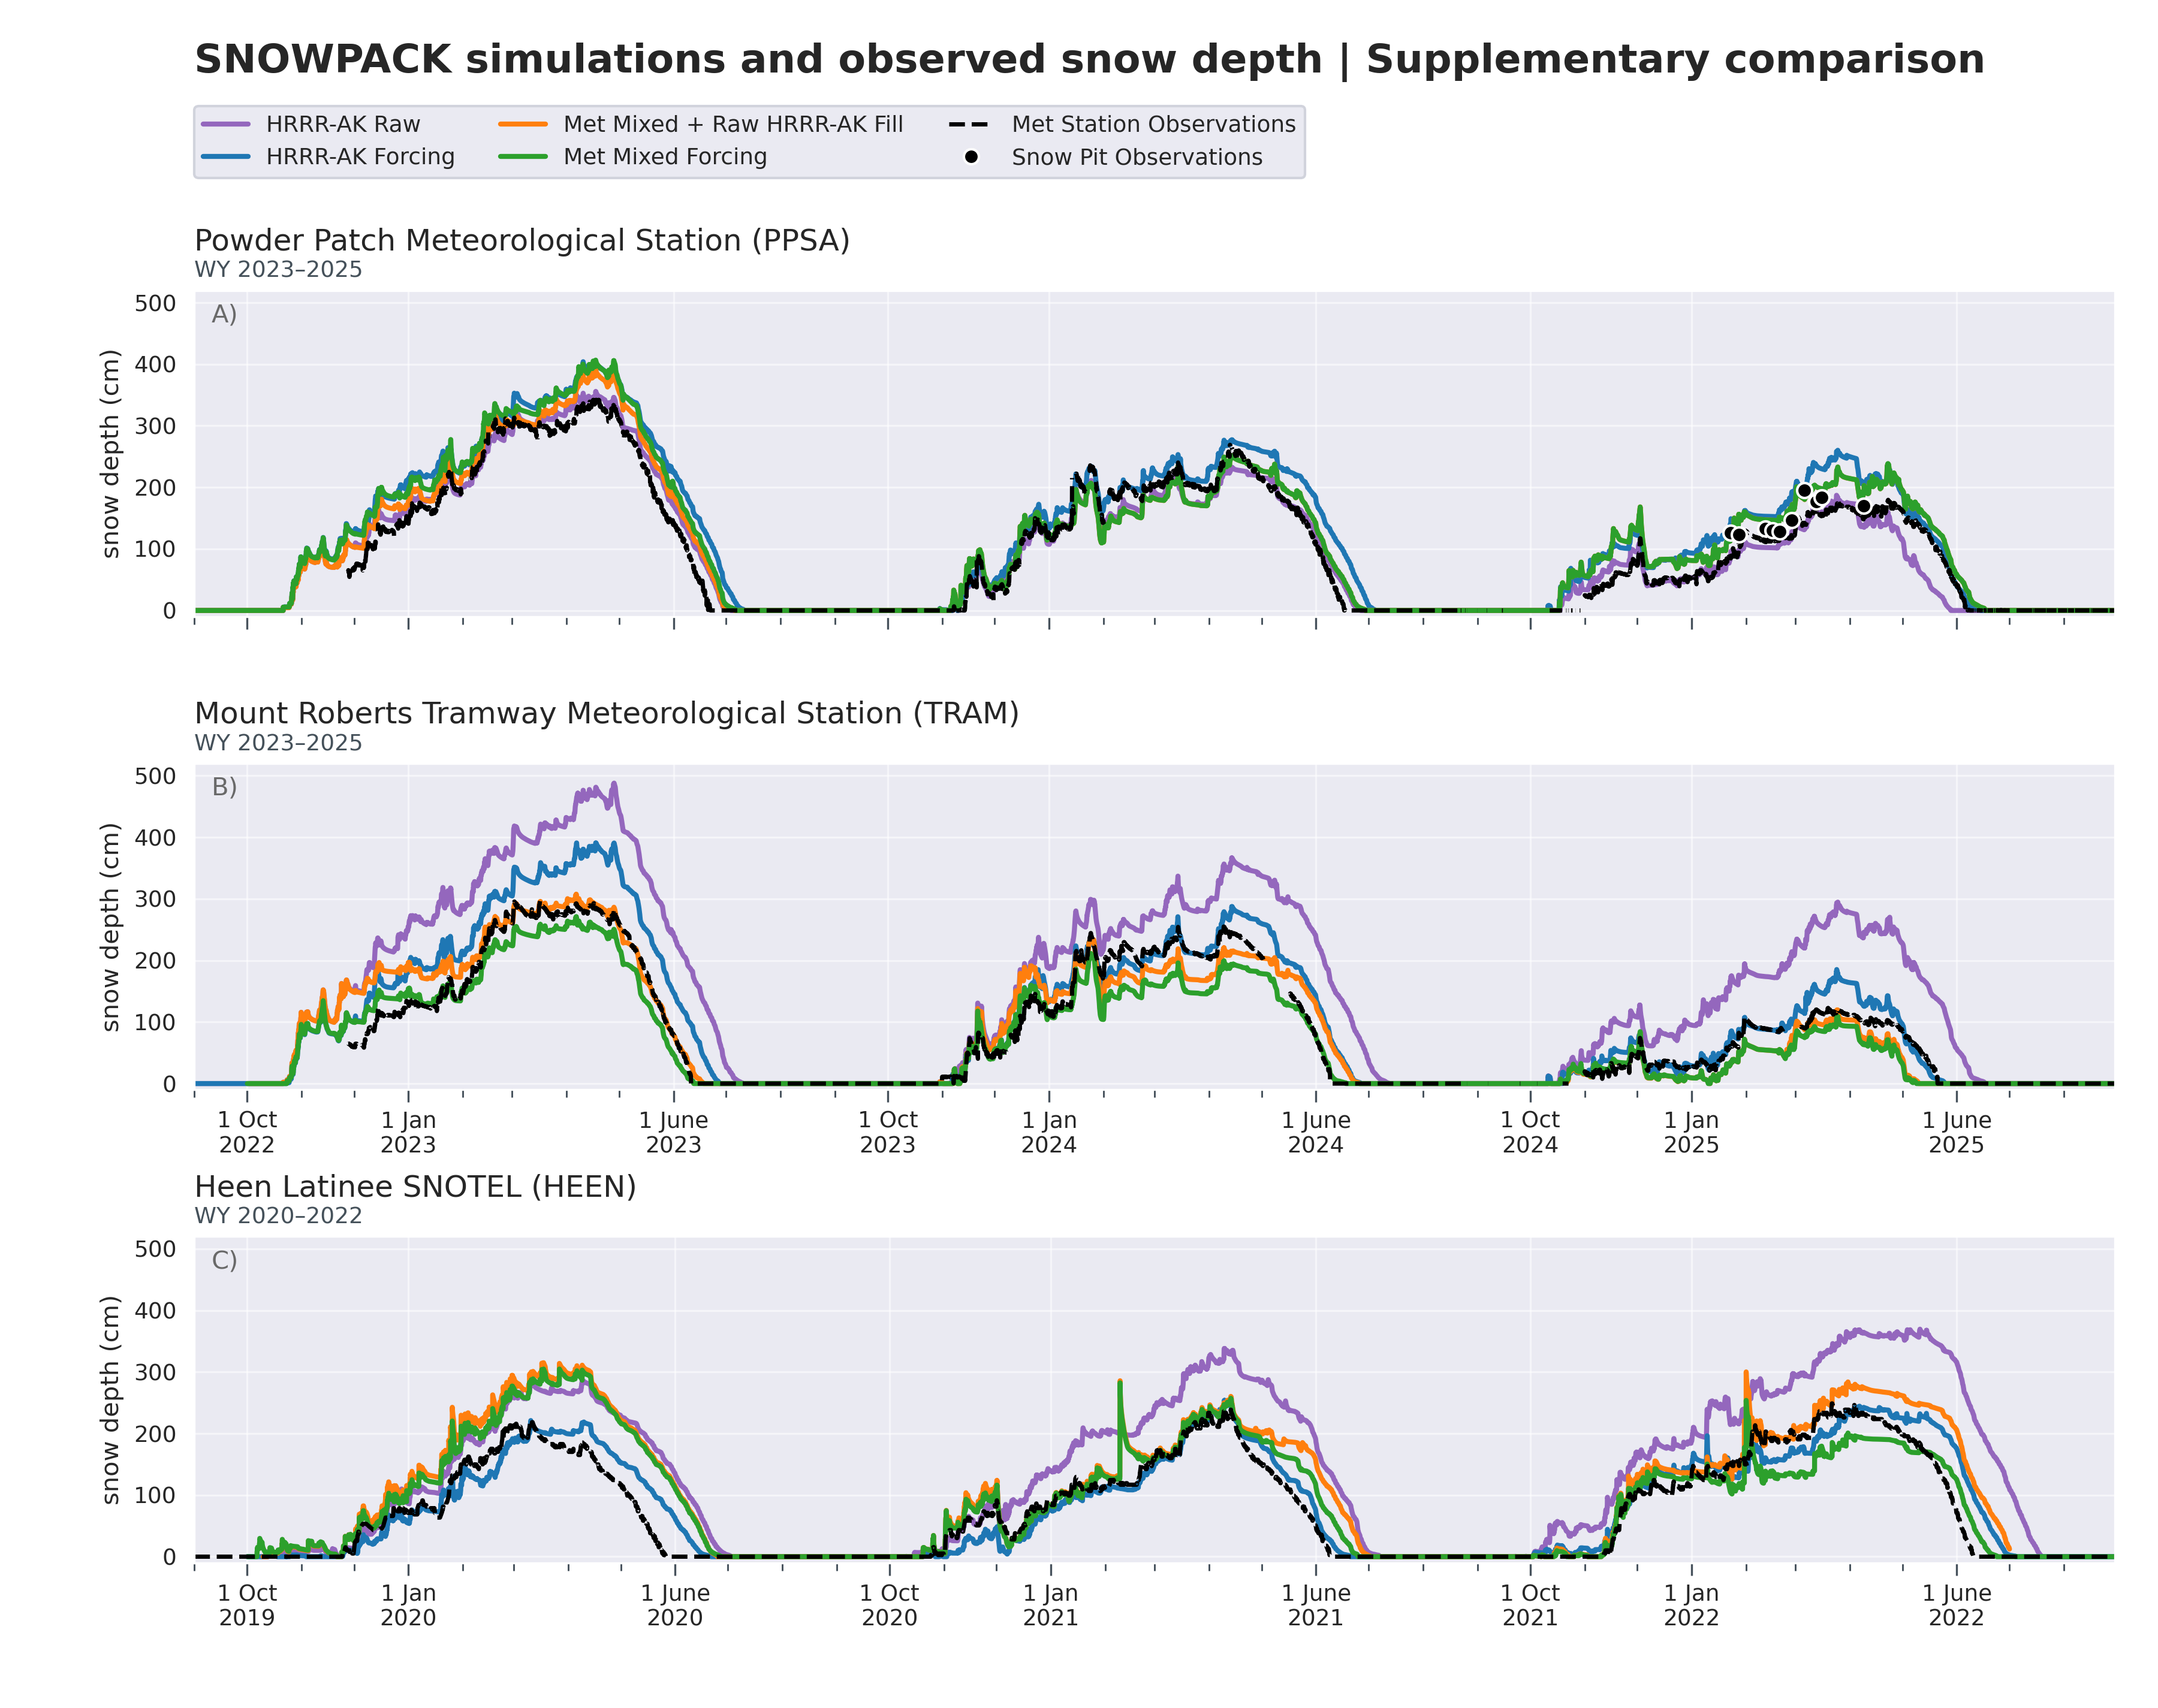 SNOWPACK simulations and observed snow depth | Supplementary comparison
HRRR-AK Raw
HRRR-AK Forcing
Met Mixed + Raw HRRR-AK Fill
Met Mixed Forcing
Met Station Observations
Snow Pit Observations
Powder Patch Meteorological Station (PPSA)
WY 2023–2025
A)
snow depth (cm)
500
400
300
200
100
0
Mount Roberts Tramway Meteorological Station (TRAM)
WY 2023–2025
B)
snow depth (cm)
500
400
300
200
100
0
1 Oct 1 Jan 1 June 1 Oct 1 Jan 1 June 1 Oct 1 Jan 1 June
2022 2023 2023 2023 2024 2024 2024 2025 2025
Heen Latinee SNOTEL (HEEN)
WY 2020–2022
C)
snow depth (cm)
500
400
300
200
100
0
1 Oct 1 Jan 1 June 1 Oct 1 Jan 1 June 1 Oct 1 Jan 1 June
2019 2020 2020 2020 2021 2021 2021 2022 2022